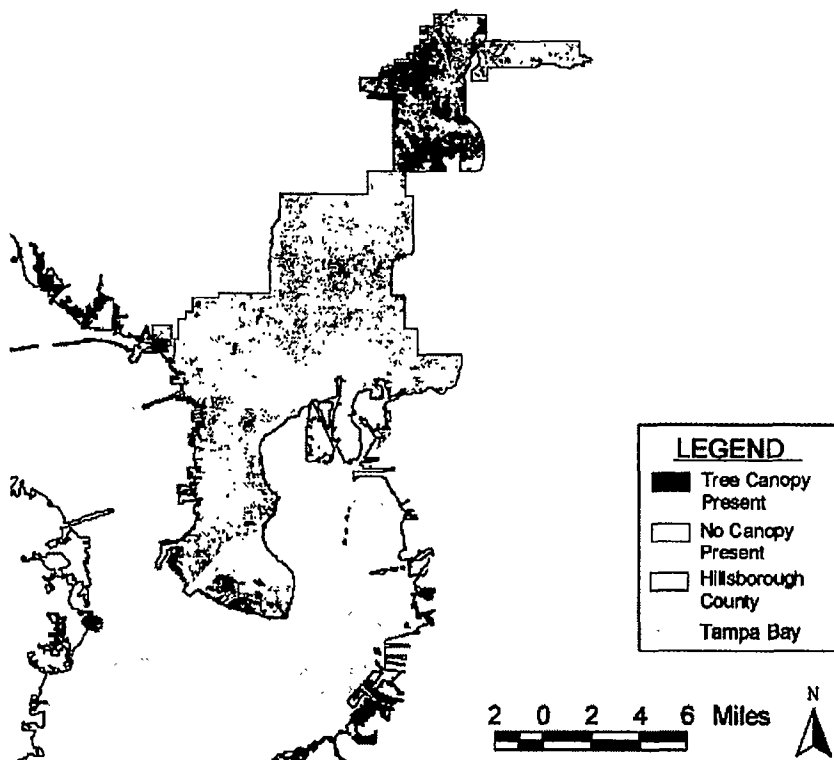 LEGEND
Tree Canopy
Present
No Canopy
Present
Hillsborough
County
Tampa Bay
2 0 2 4 6 Miles
N